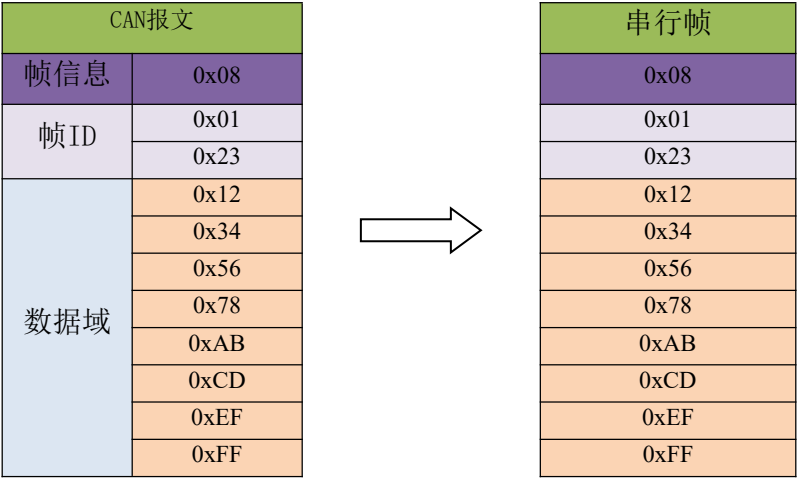 CAN报文 串行帧
帧信息 0x08 0x08
帧ID 0x01 0x01
0x23 0x23
数据域 0x12 0x12
0x34 0x34
0x56 0x56
0x78 0x78
0xAB 0xAB
0xCD 0xCD
0xEF 0xEF
0xFF 0xFF